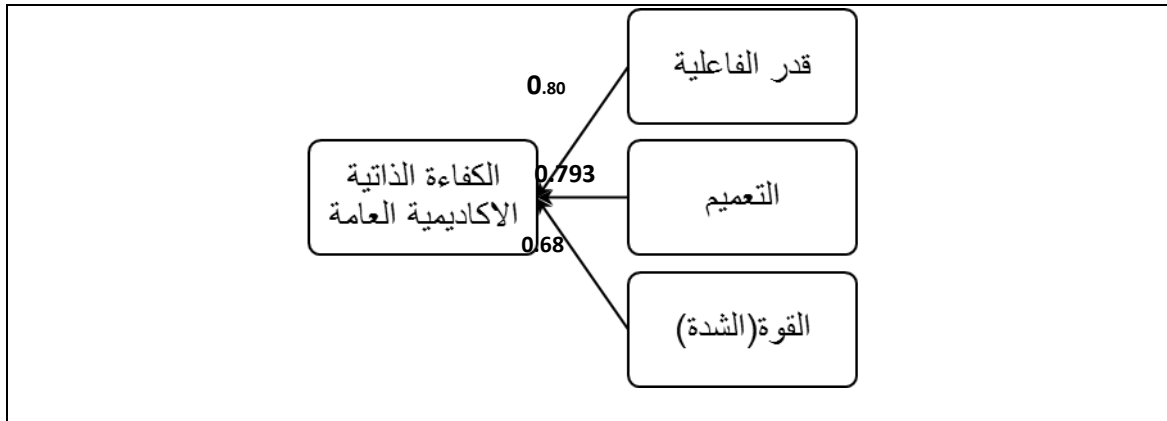 قدر الفاعلية
0.80
الكفاءة الذاتية
الاكاديمية العامة
0.793
التعميم
0.68
القوة(الشدة)